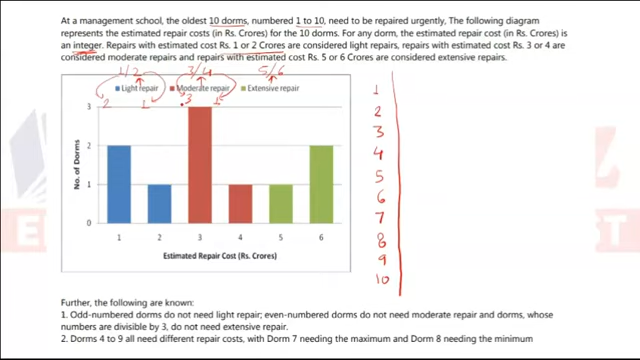 At a management school, the oldest 10 dorms, numbered 1 to 10, need to be repaired urgently, The following diagram
represents the estimated repair costs (in Rs. Crores) for the 10 dorms. For any dorm, the estimated repair cost (in Rs. Crores) is
an integer. Repairs with estimated cost Rs. 1 or 2 Crores are considered light repairs, repairs with estimated cost Rs. 3 or 4 are
considered moderate repairs and repairs with estimated cost Rs. 5 or 6 Crores are considered extensive repairs.
1/2 3/4 5/6
Light repair Moderate repair Extensive repair
2 1 3 1
No. of Dorms
3
2
1
0
1 2 3 4 5 6
Estimated Repair Cost (Rs. Crores)
1
2
3
4
5
6
7
8
9
10
Further, the following are known:
1. Odd-numbered dorms do not need light repair; even-numbered dorms do not need moderate repair and dorms, whose
numbers are divisible by 3, do not need extensive repair.
2. Dorms 4 to 9 all need different repair costs, with Dorm 7 needing the maximum and Dorm 8 needing the minimum